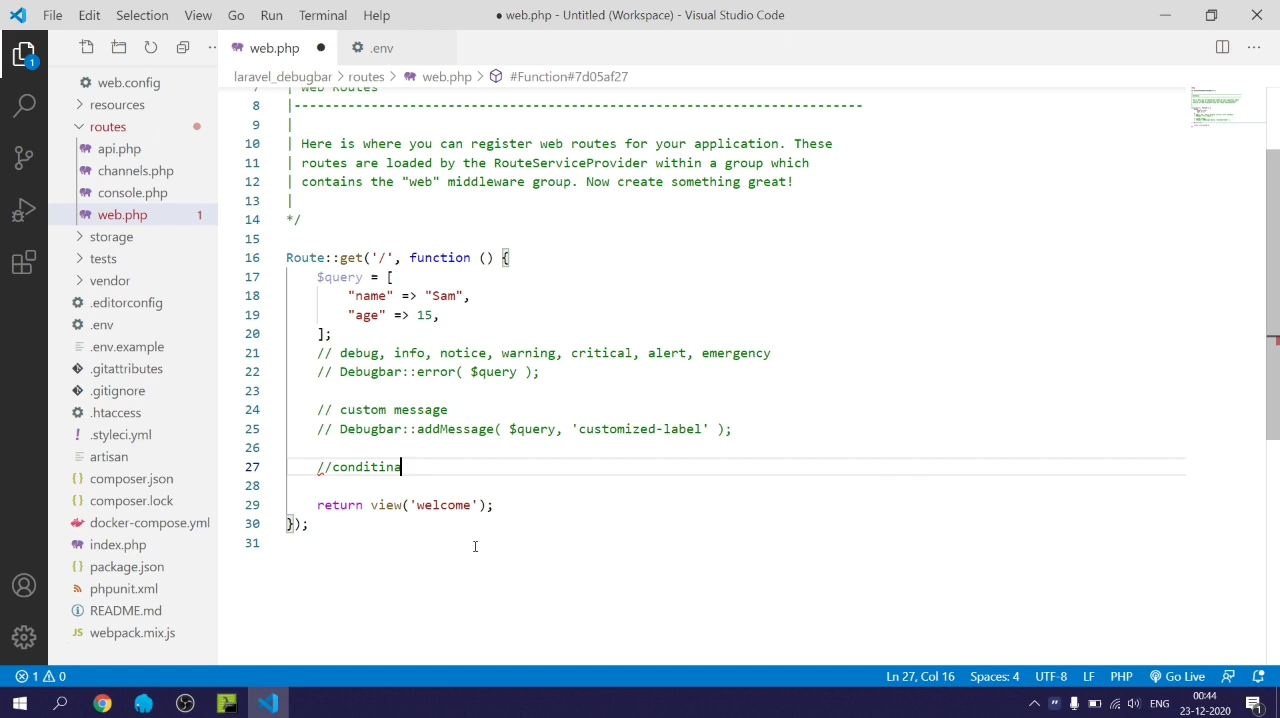 File Edit Selection View Go Run ... ● web.php - Untitled (Workspace) - Visual Studio Code
web.php ● .env
laravel_debugbar > routes > web.php > #Function#7d05af27
1
web.config
resources
routes
api.php
channels.php
console.php
web.php 1
storage
tests
vendor
.editorconfig
.env
.env.example
.gitattributes
.gitignore
.htaccess
.styleci.yml
artisan
composer.json
composer.lock
docker-compose.yml
index.php
package.json
phpunit.xml
README.md
webpack.mix.js
7 | Web Routes
8 |--------------------------------------------------------------------------
9 |
10 | Here is where you can register web routes for your application. These
11 | routes are loaded by the RouteServiceProvider within a group which
12 | contains the "web" middleware group. Now create something great!
13 |
14 */
15
16 Route::get('/', function () {
17 $query = [
18 "name" => "Sam",
19 "age" => 15,
20 ];
21 // debug, info, notice, warning, critical, alert, emergency
22 // Debugbar::error( $query );
23
24 // custom message
25 // Debugbar::addMessage( $query, 'customized-label' );
26
27 //conditina
28
29 return view('welcome');
30 });
31
1 0 Ln 27, Col 16 Spaces: 4 UTF-8 LF PHP Go Live
ENG 00:44
23-12-2020 1